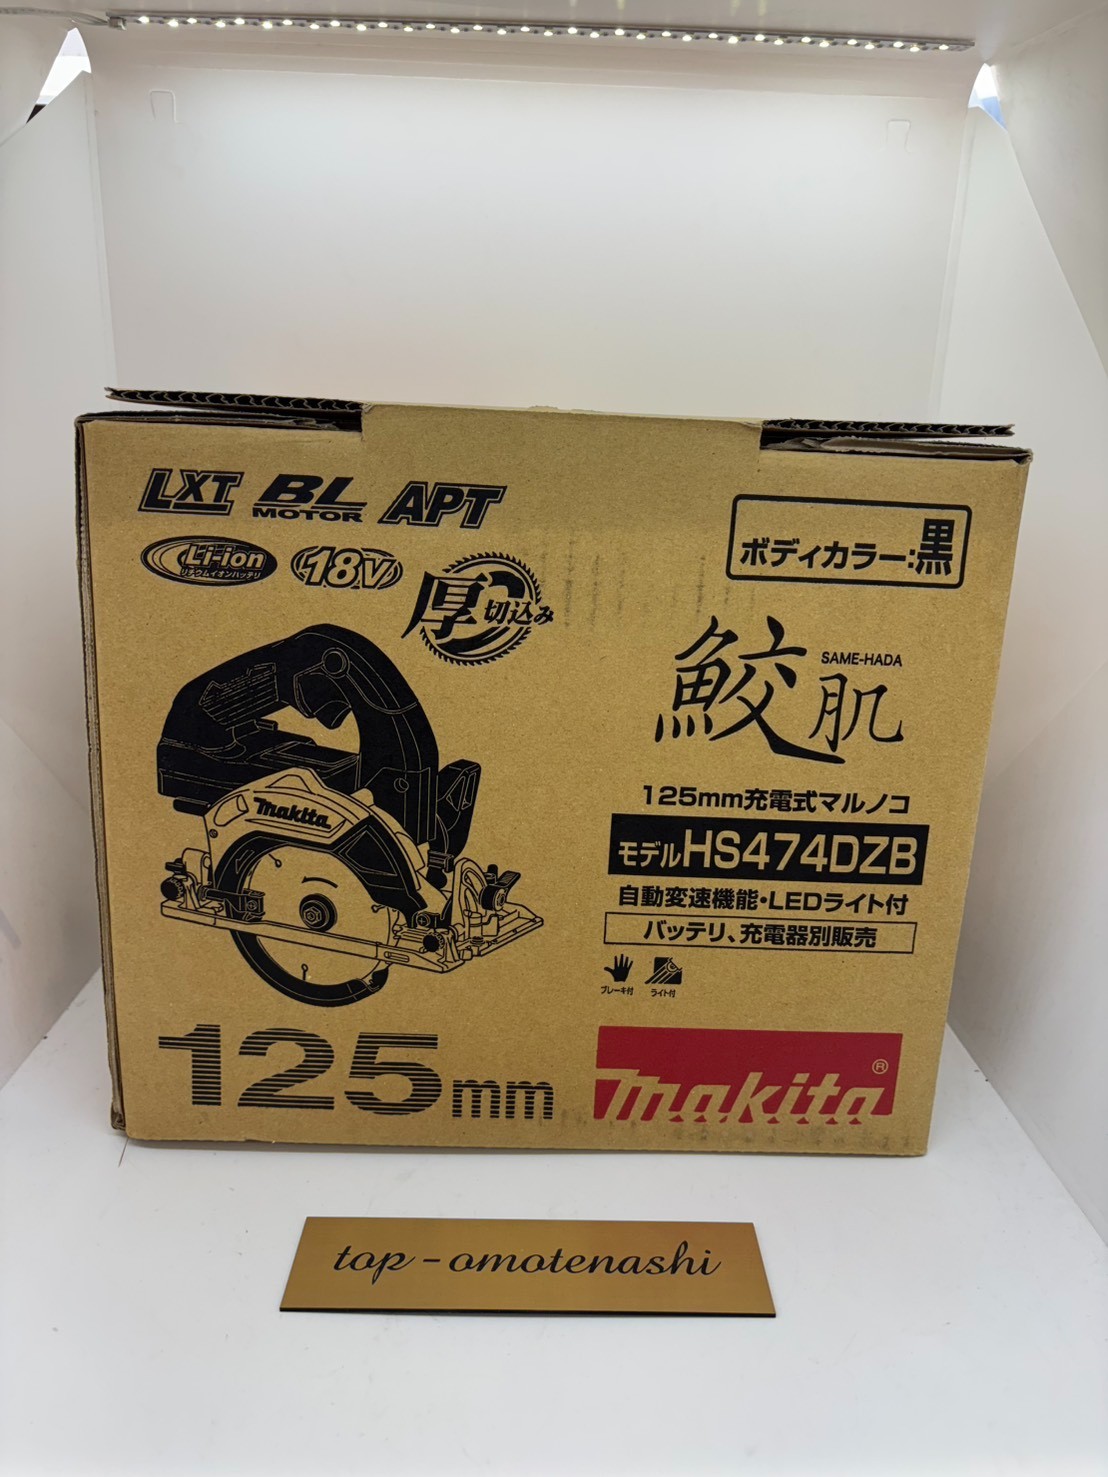 LXT BL MOTOR APT
Li-ion
リチウムイオンバッテリ
18V
厚切込み
ボディカラー:黒
鮫肌
SAME-HADA
makita
125mm充電式マルノコ
モデルHS474DZB
自動変速機能・LEDライト付
バッテリ、充電器別販売
ブレーキ付 ライト付
125mm
makita®
top-omotenashi